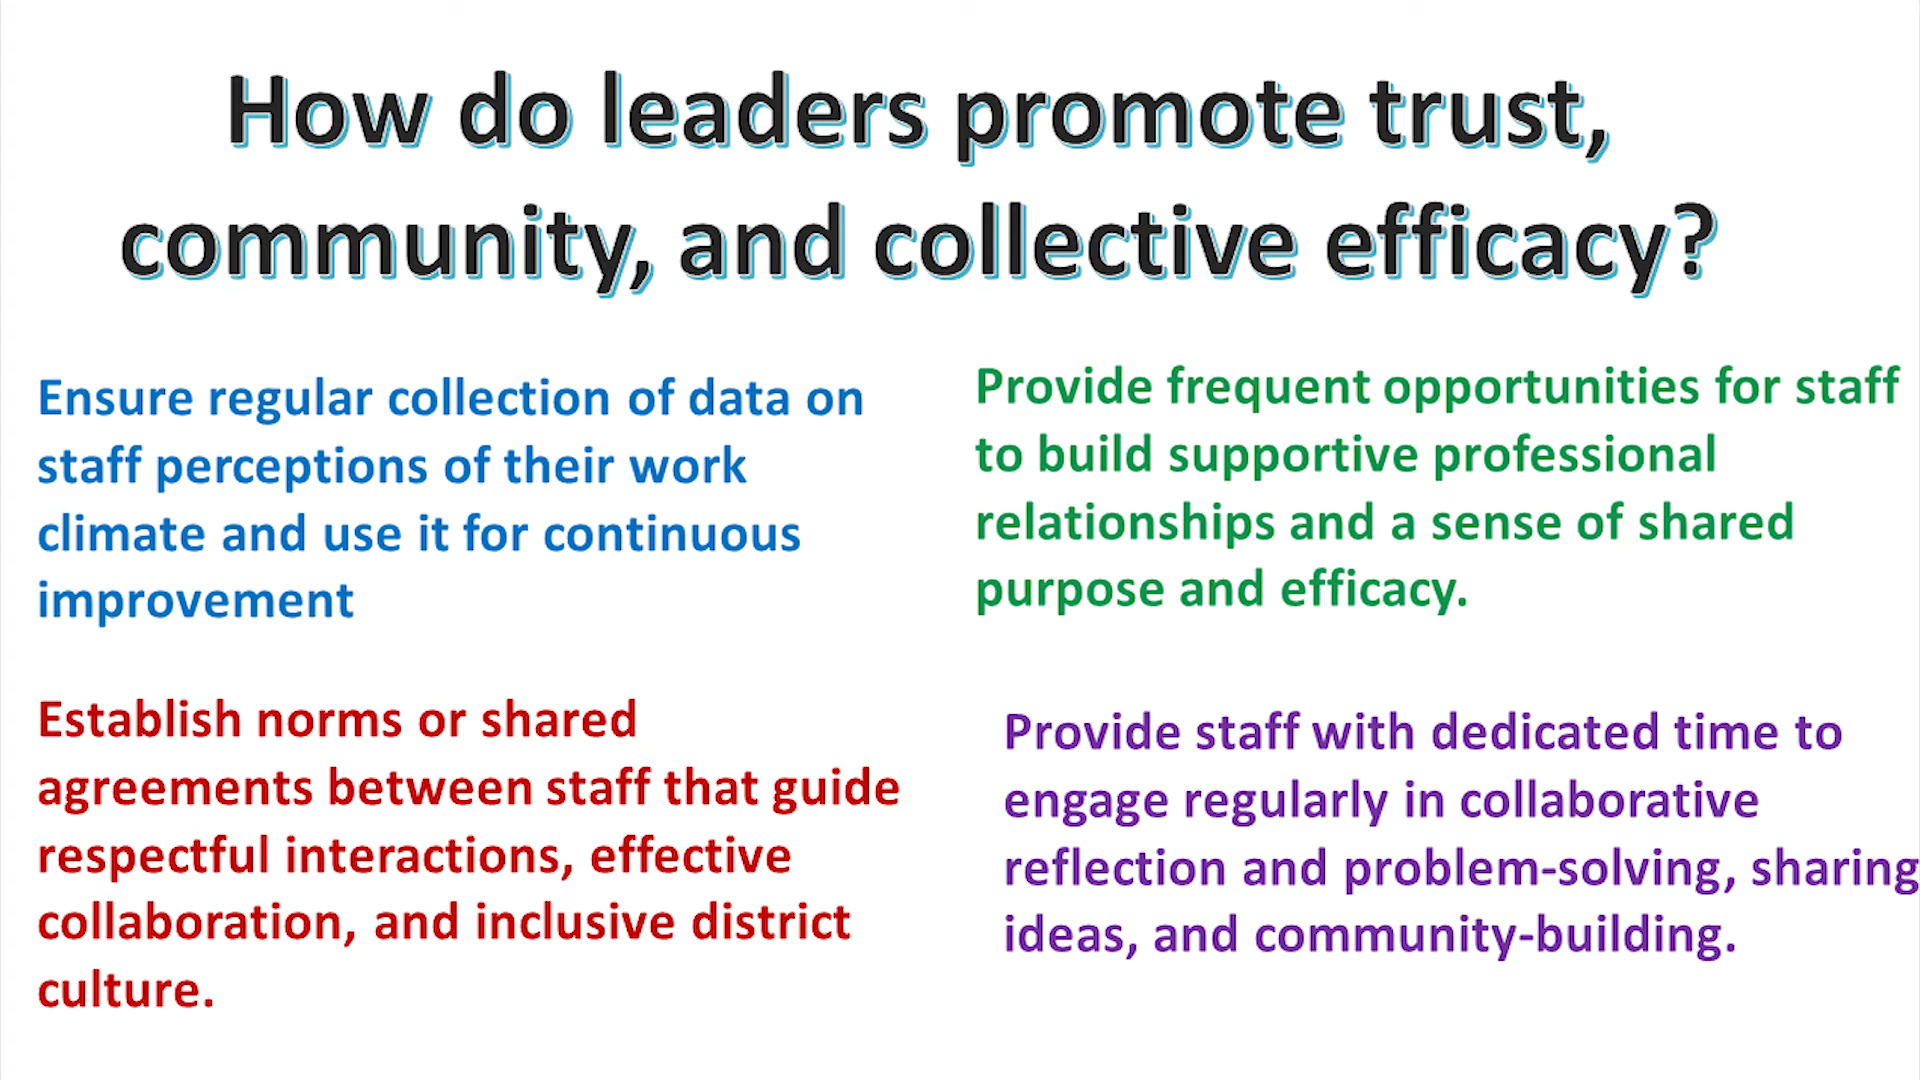 How do leaders promote trust,
community, and collective efficacy?
Ensure regular collection of data on
staff perceptions of their work
climate and use it for continuous
improvement
Provide frequent opportunities for staff
to build supportive professional
relationships and a sense of shared
purpose and efficacy.
Establish norms or shared
agreements between staff that guide
respectful interactions, effective
collaboration, and inclusive district
culture.
Provide staff with dedicated time to
engage regularly in collaborative
reflection and problem-solving, sharing
ideas, and community-building.